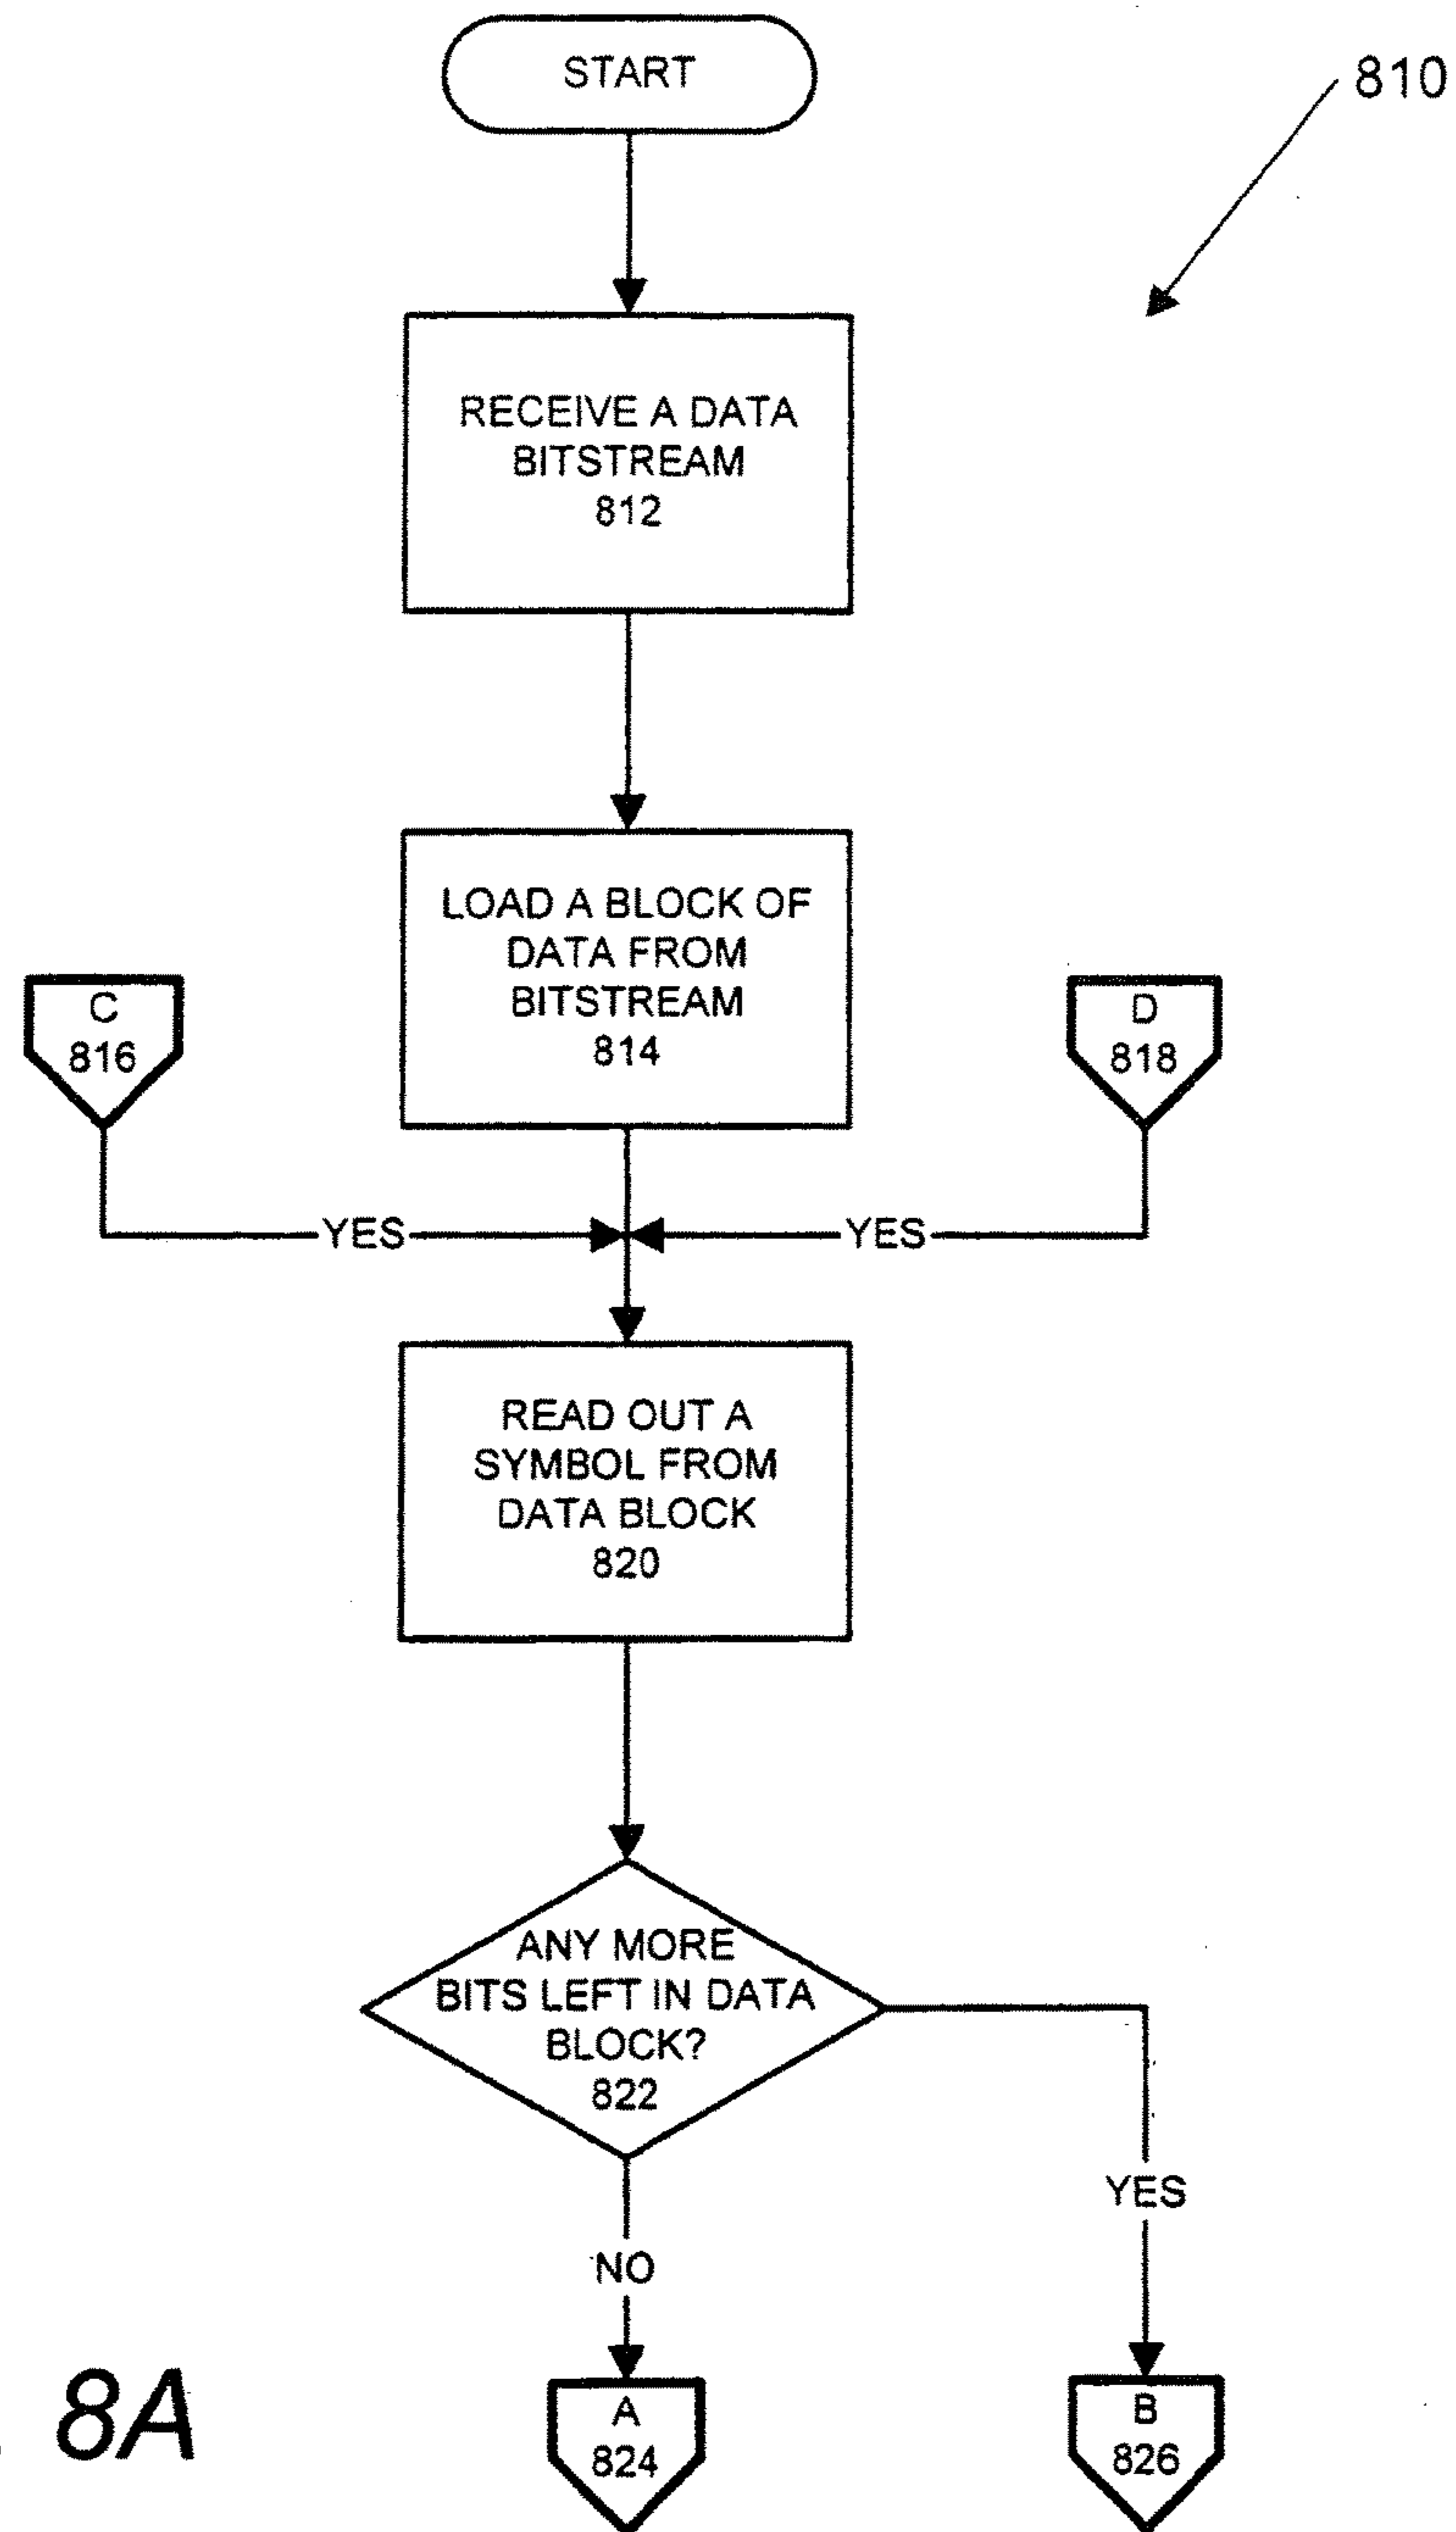 START
810
RECEIVE A DATA
BITSTREAM
812
LOAD A BLOCK OF
DATA FROM
BITSTREAM
814
C
816
D
818
YES
YES
READ OUT A
SYMBOL FROM
DATA BLOCK
820
ANY MORE
BITS LEFT IN DATA
BLOCK?
822
YES
NO
8A
A
824
B
826